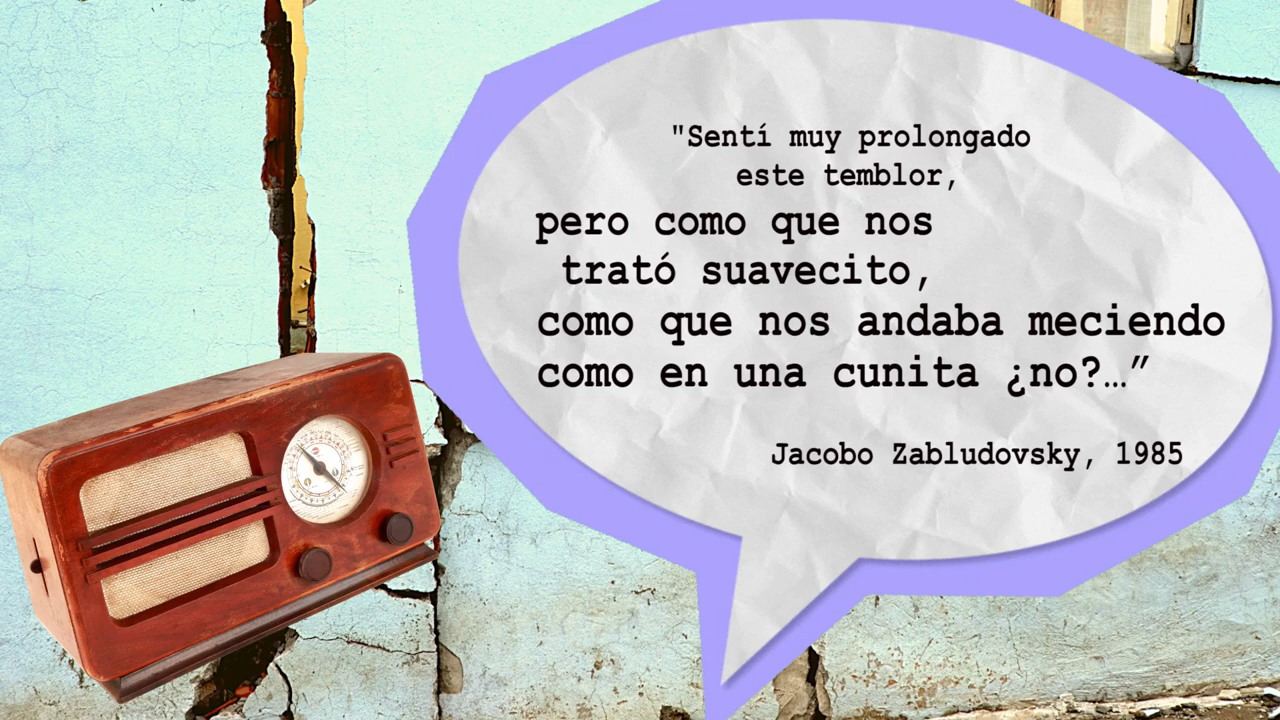 "Sentí muy prolongado
este temblor,
pero como que nos
trató suavecito,
como que nos andaba meciendo
como en una cunita ¿no?…”
Jacobo Zabludovsky, 1985